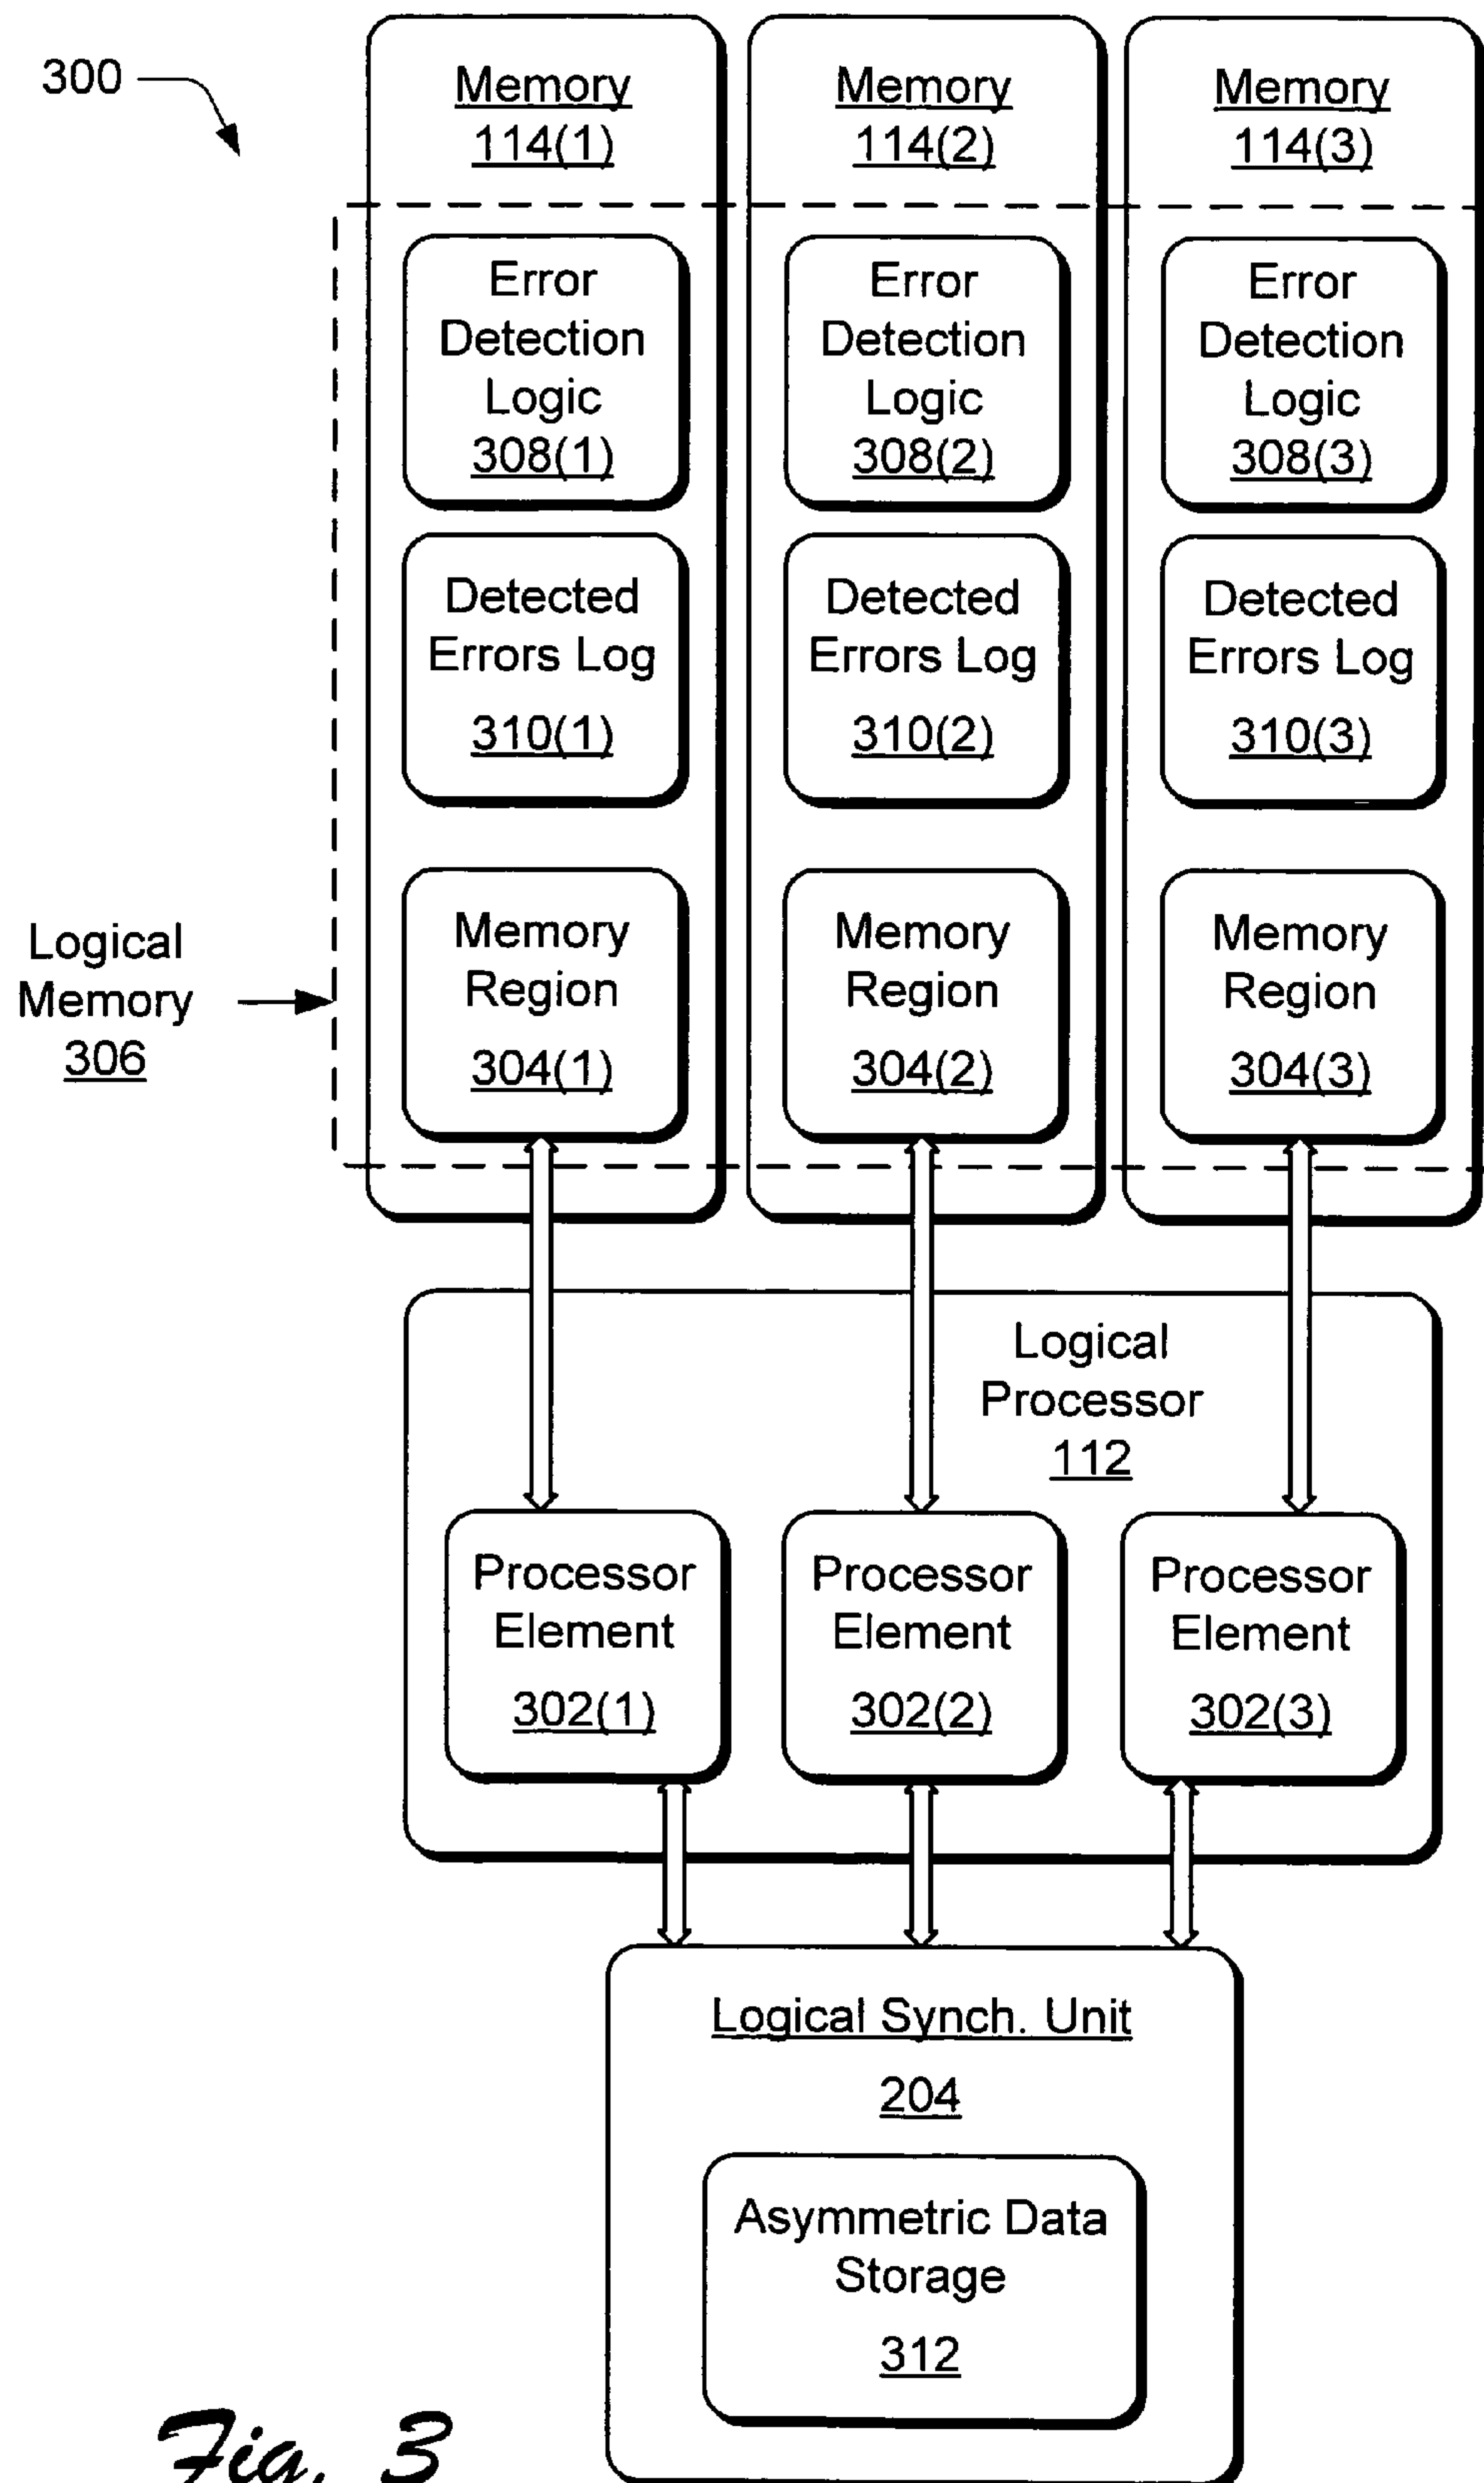 300
Memory
114(1)
Memory
114(2)
Memory
114(3)
Error
Detection
Logic
308(1)
Error
Detection
Logic
308(2)
Error
Detection
Logic
308(3)
Detected
Errors Log
310(1)
Detected
Errors Log
310(2)
Detected
Errors Log
310(3)
Logical
Memory
306
Memory
Region
304(1)
Memory
Region
304(2)
Memory
Region
304(3)
Logical
Processor
112
Processor
Element
302(1)
Processor
Element
302(2)
Processor
Element
302(3)
Logical Synch. Unit
204
Asymmetric Data
Storage
312
Fig. 3